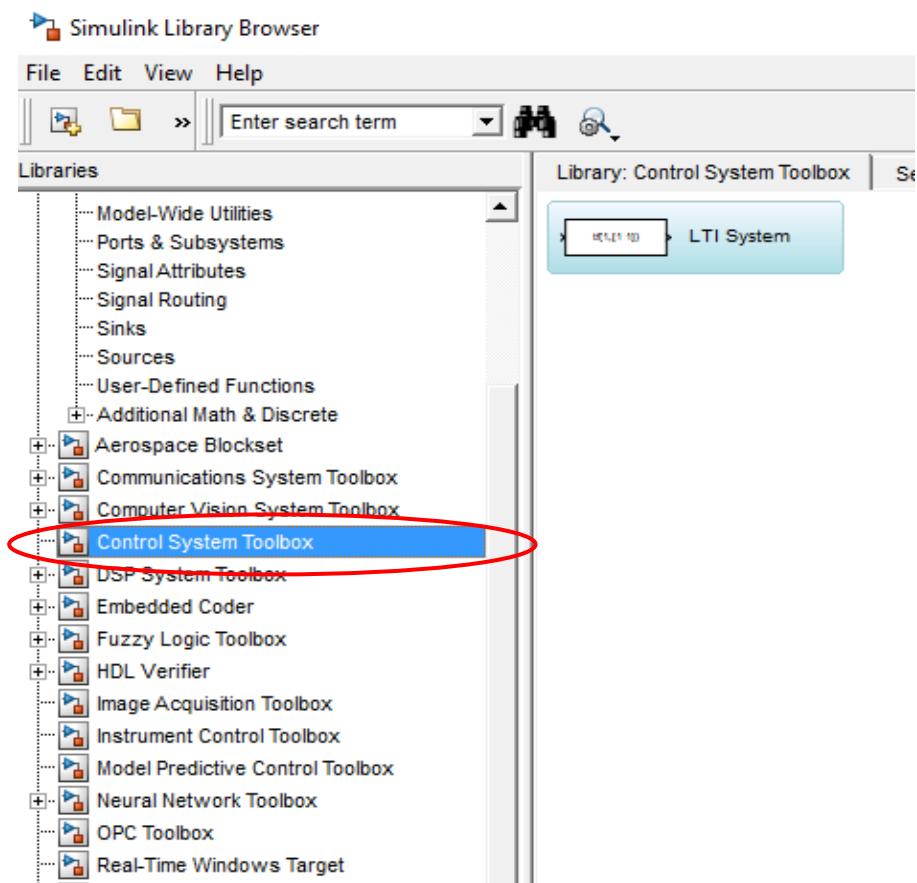 Simulink Library Browser
File Edit View Help
» Enter search term
Libraries
Library: Control System Toolbox
Model-Wide Utilities
Ports & Subsystems
Signal Attributes
Signal Routing
Sinks
Sources
User-Defined Functions
Additional Math & Discrete
Aerospace Blockset
Communications System Toolbox
Computer Vision System Toolbox
Control System Toolbox
DSP System Toolbox
Embedded Coder
Fuzzy Logic Toolbox
HDL Verifier
Image Acquisition Toolbox
Instrument Control Toolbox
Model Predictive Control Toolbox
Neural Network Toolbox
OPC Toolbox
Real-Time Windows Target
LTI System